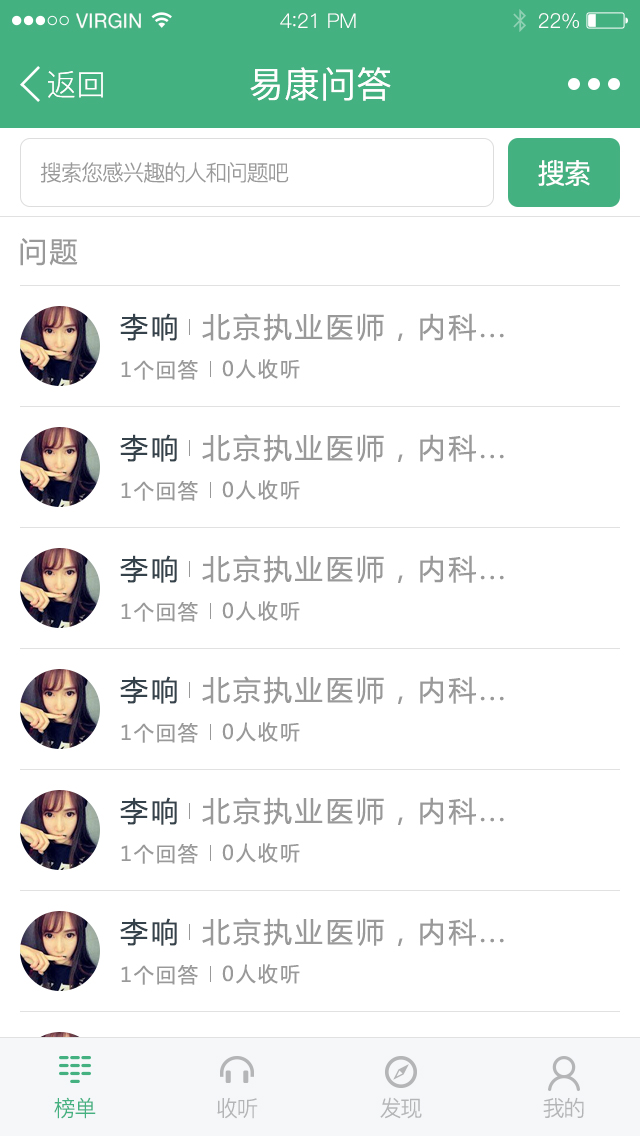 VIRGIN 4:21 PM 22%
返回 易康问答
搜索您感兴趣的人和问题吧 搜索
问题
李响 北京执业医师，内科...
1个回答 0人收听
李响 北京执业医师，内科...
1个回答 0人收听
李响 北京执业医师，内科...
1个回答 0人收听
李响 北京执业医师，内科...
1个回答 0人收听
李响 北京执业医师，内科...
1个回答 0人收听
李响 北京执业医师，内科...
1个回答 0人收听
榜单 收听 发现 我的